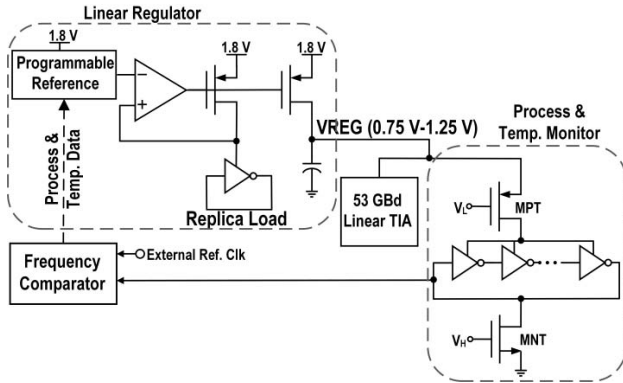 Linear Regulator
1.8 V
1.8 V
1.8 V
Programmable
Reference
−
+
Process &
Temp. Data
VREG (0.75 V-1.25 V)
Replica Load
Process &
Temp. Monitor
53 GBd
Linear TIA
VL
MPT
Frequency
Comparator
External Ref. Clk
VH
MNT